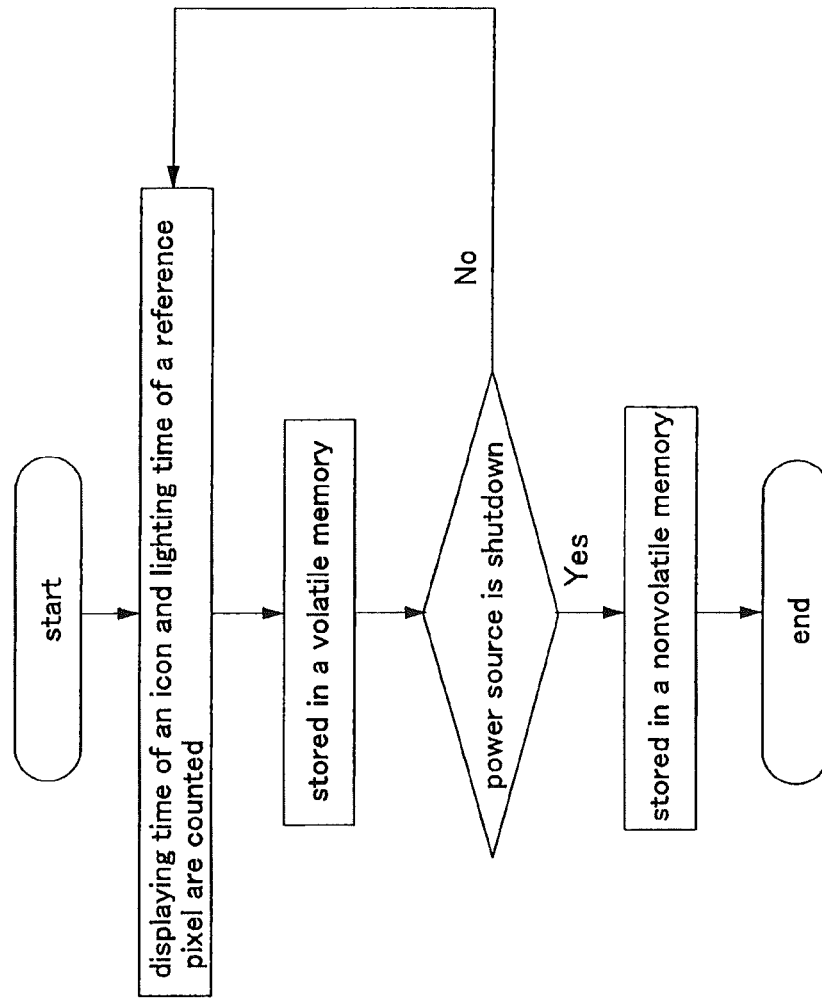 start
displaying time of an icon and lighting time of a reference
pixel are counted
stored in a volatile memory
power source is shutdown
No
Yes
stored in a nonvolatile memory
end